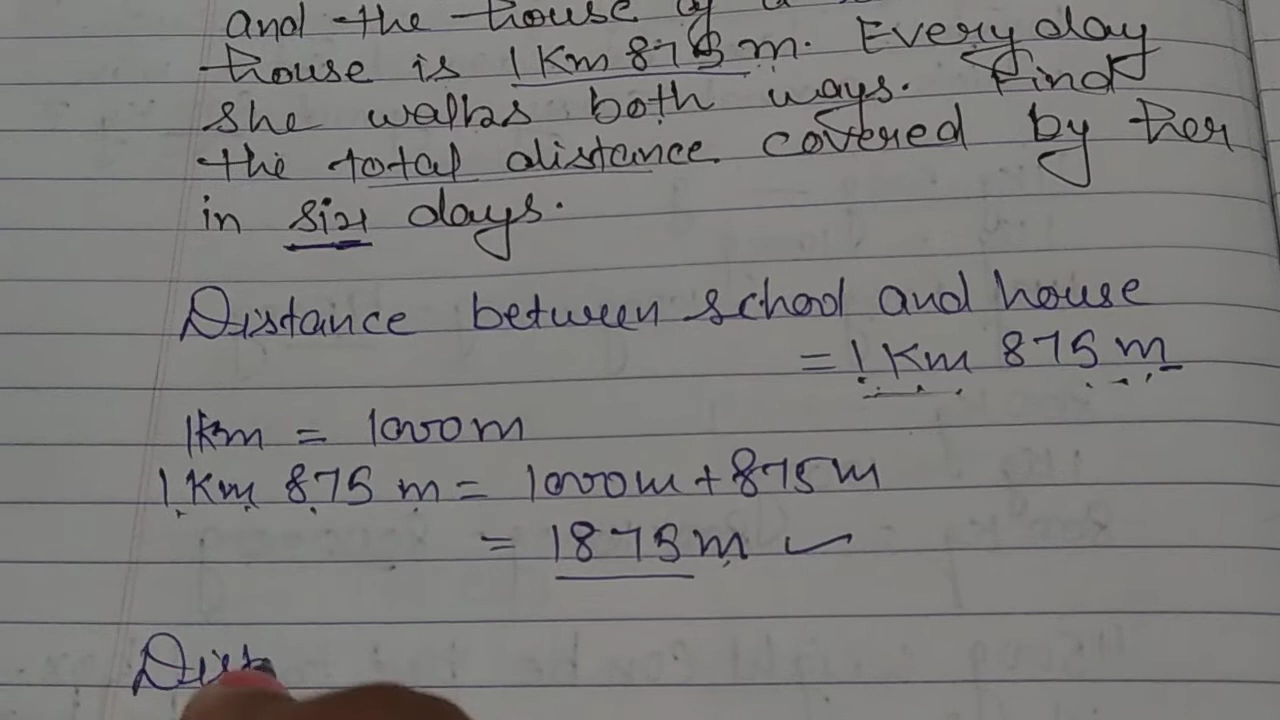 and the house of a
house is 1 Km 875 m. Every day
she walks both ways. Find
the total distance covered by her
in six days.
Distance between school and house
= 1 Km 875 m
1km = 1000m
1 Km 875 m = 1000m + 875m
= 1875m
Dist